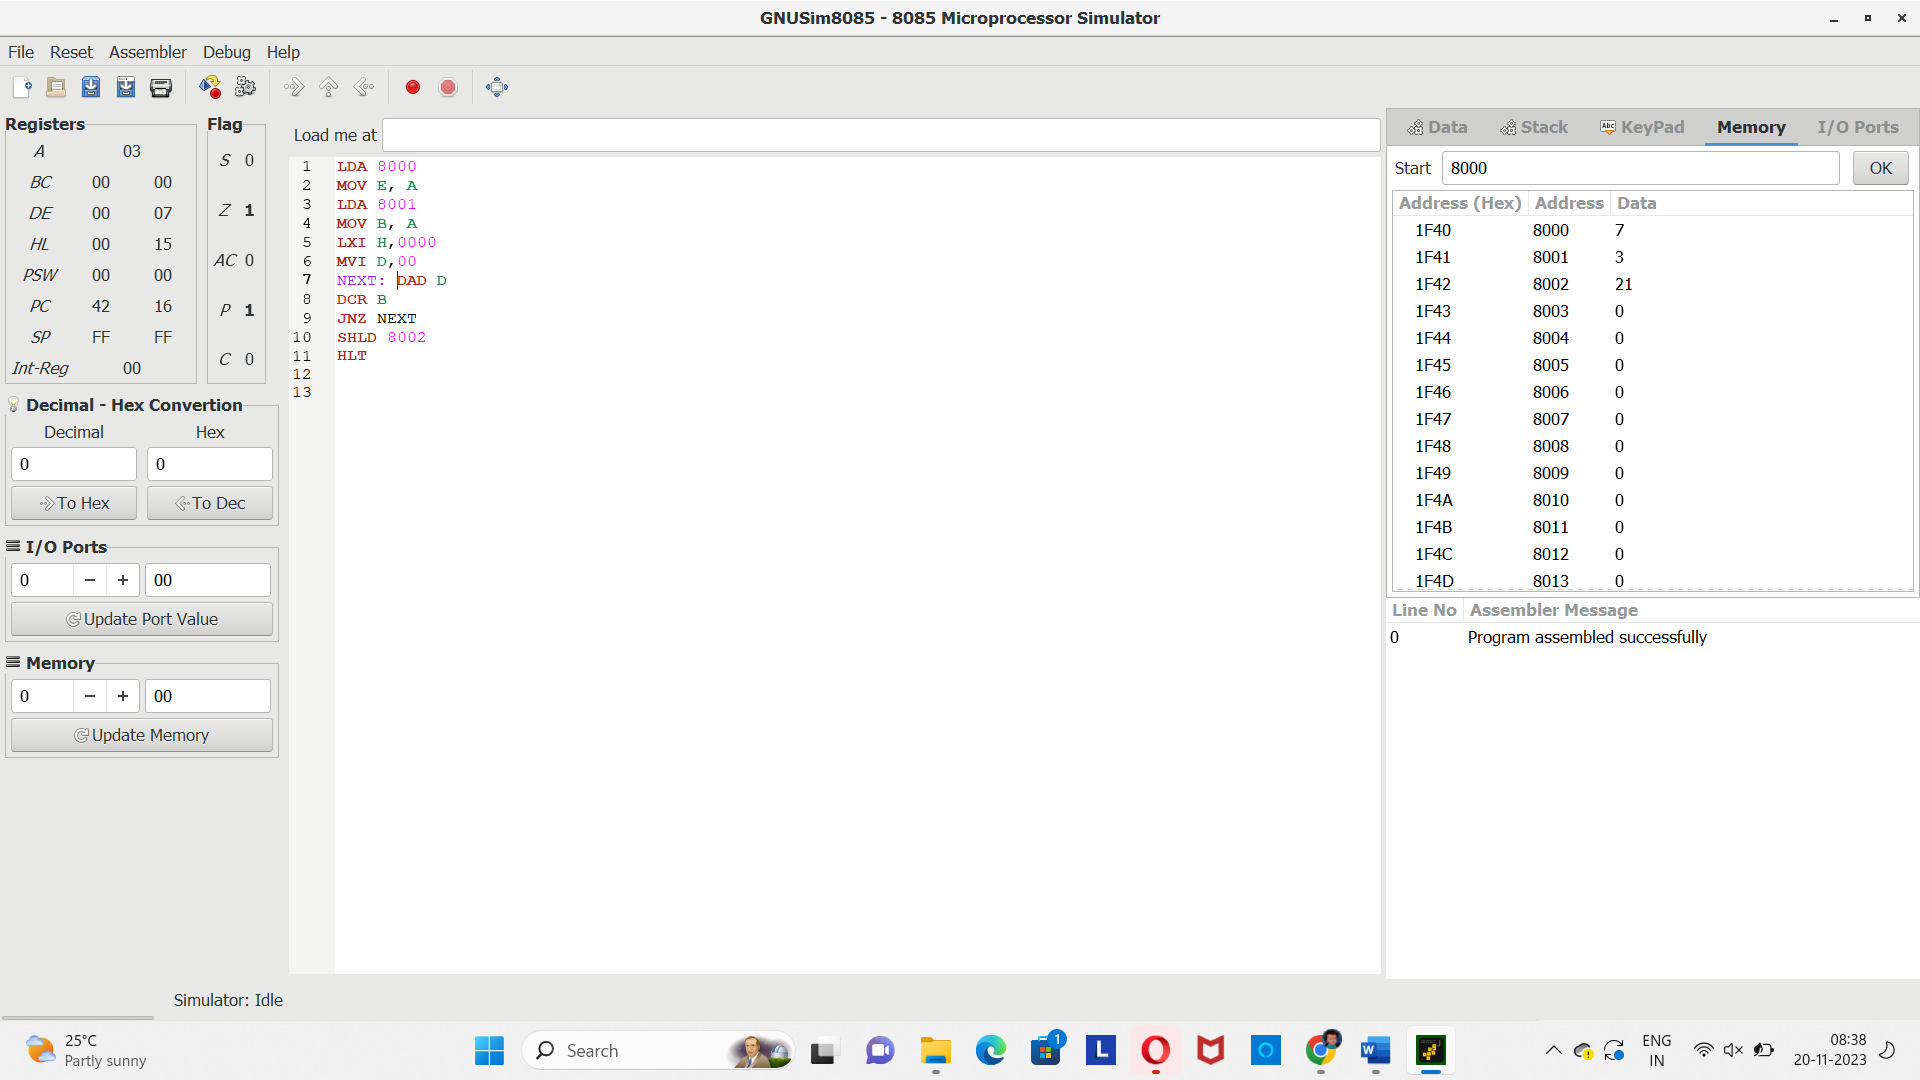 GNUSim8085 - 8085 Microprocessor Simulator
File Reset Assembler Debug Help
Registers
A 03
BC 00 00
DE 00 07
HL 00 15
PSW 00 00
PC 42 16
SP FF FF
Int-Reg 00
Flag
S 0
Z 1
AC 0
P 1
C 0
Decimal - Hex Convertion
Decimal Hex
0 0
To Hex To Dec
I/O Ports
0 − + 00
Update Port Value
Memory
0 − + 00
Update Memory
Load me at
1 LDA 8000
2 MOV E, A
3 LDA 8001
4 MOV B, A
5 LXI H,0000
6 MVI D,00
7 NEXT: DAD D
8 DCR B
9 JNZ NEXT
10 SHLD 8002
11 HLT
12
13
Data Stack Abc KeyPad Memory I/O Ports
Start 8000 OK
Address (Hex) Address Data
1F40 8000 7
1F41 8001 3
1F42 8002 21
1F43 8003 0
1F44 8004 0
1F45 8005 0
1F46 8006 0
1F47 8007 0
1F48 8008 0
1F49 8009 0
1F4A 8010 0
1F4B 8011 0
1F4C 8012 0
1F4D 8013 0
Line No Assembler Message
0 Program assembled successfully
Simulator: Idle
25°C
Partly sunny
Search
1
L
W
ENG
IN
08:38
20-11-2023